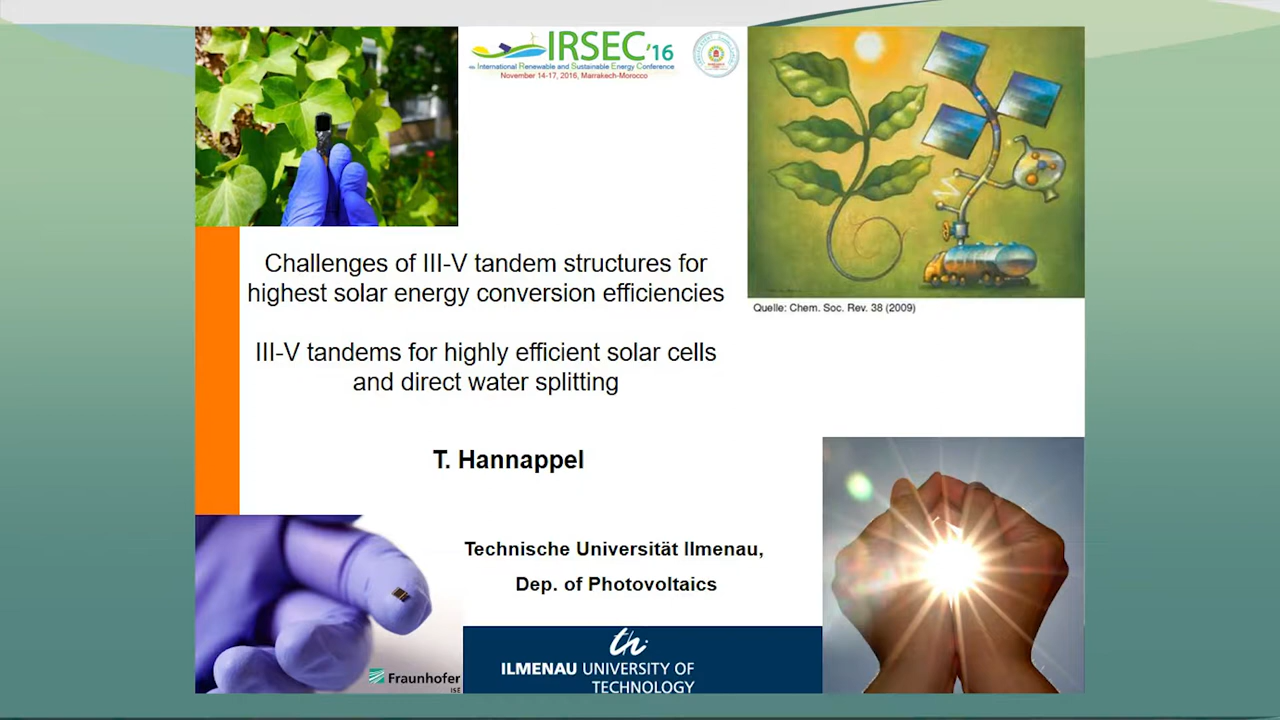 IRSEC'16
4th International Renewable and Sustainable Energy Conference
November 14-17, 2016, Marrakech-Morocco
Challenges of III-V tandem structures for
highest solar energy conversion efficiencies
Quelle: Chem. Soc. Rev. 38 (2009)
III-V tandems for highly efficient solar cells
and direct water splitting
T. Hannappel
Technische Universität Ilmenau,
Dep. of Photovoltaics
Fraunhofer
ISE
th
ILMENAU UNIVERSITY OF
TECHNOLOGY